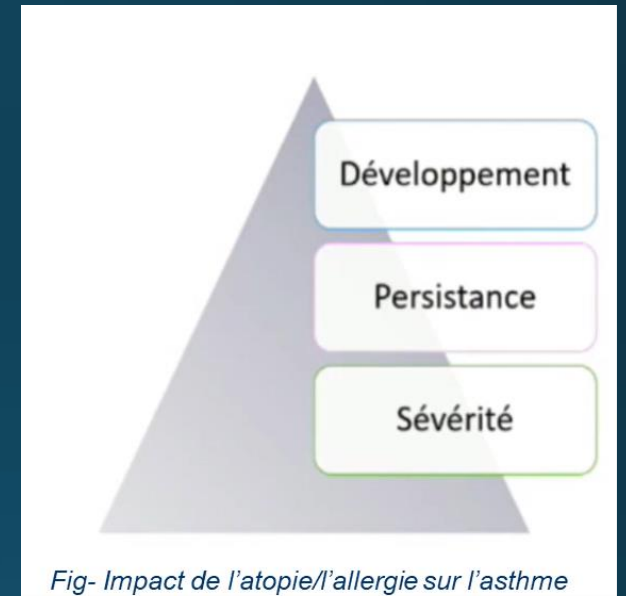 Développement
Persistance
Sévérité
Fig- Impact de l’atopie/l’allergie sur l’asthme